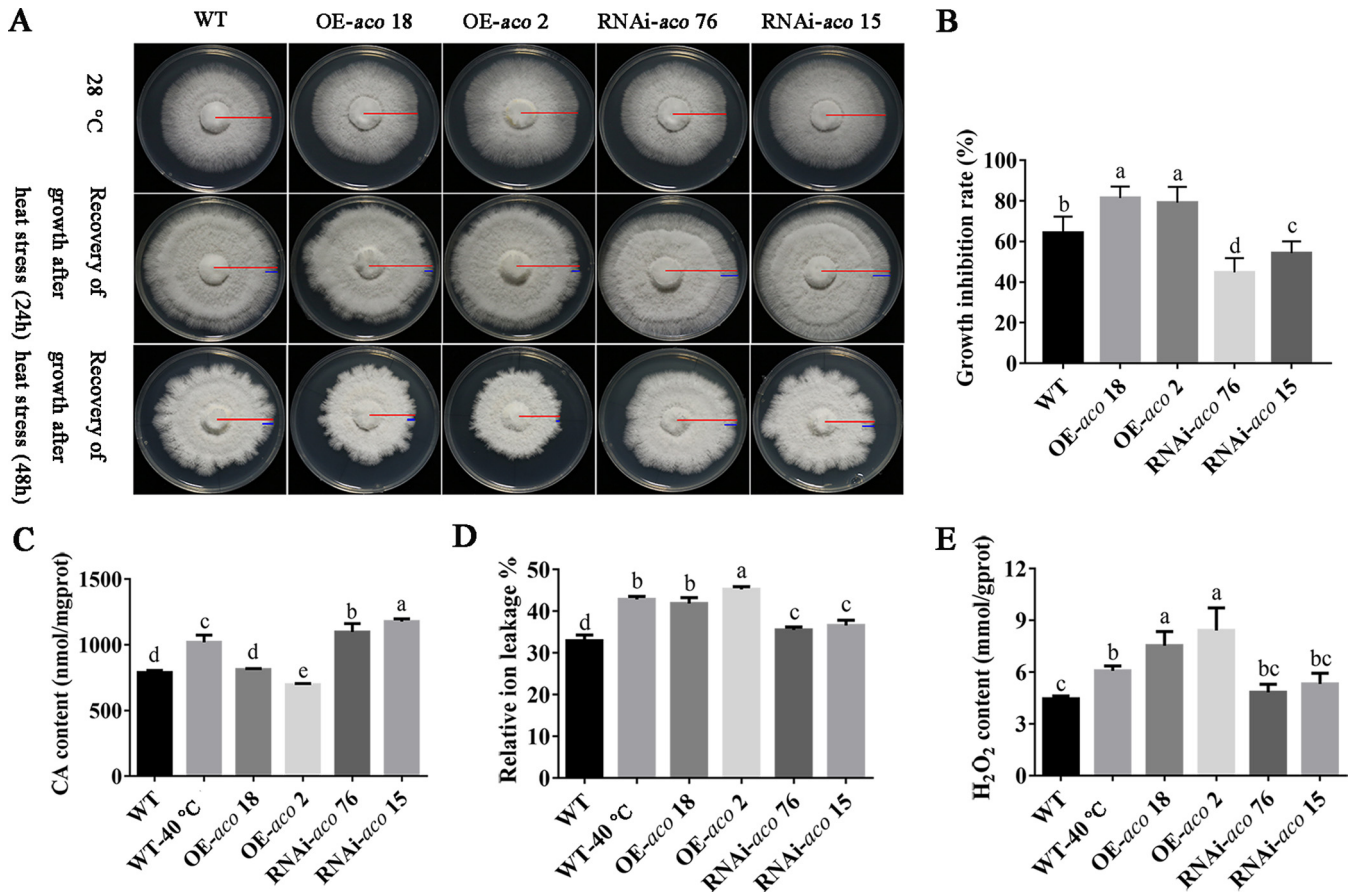 A
WT
OE-aco 18
OE-aco 2
RNAi-aco 76
RNAi-aco 15
28 °C
Recovery of
growth after
heat stress (24h)
Recovery of
growth after
heat stress (48h)
B
Growth inhibition rate (%)
100
80
60
40
20
0
b
a
a
d
c
WT
OE-aco 18
OE-aco 2
RNAi-aco 76
RNAi-aco 15
C
CA content (nmol/mgprot)
1500
1000
500
0
d
c
d
e
b
a
WT
WT-40 °C
OE-aco 18
OE-aco 2
RNAi-aco 76
RNAi-aco 15
D
Relative ion leakage %
50
40
30
20
10
0
d
b
b
a
c
c
WT
WT-40 °C
OE-aco 18
OE-aco 2
RNAi-aco 76
RNAi-aco 15
E
H₂O₂ content (mmol/gprot)
12
9
6
3
0
c
b
a
a
bc
bc
WT
WT-40 °C
OE-aco 18
OE-aco 2
RNAi-aco 76
RNAi-aco 15